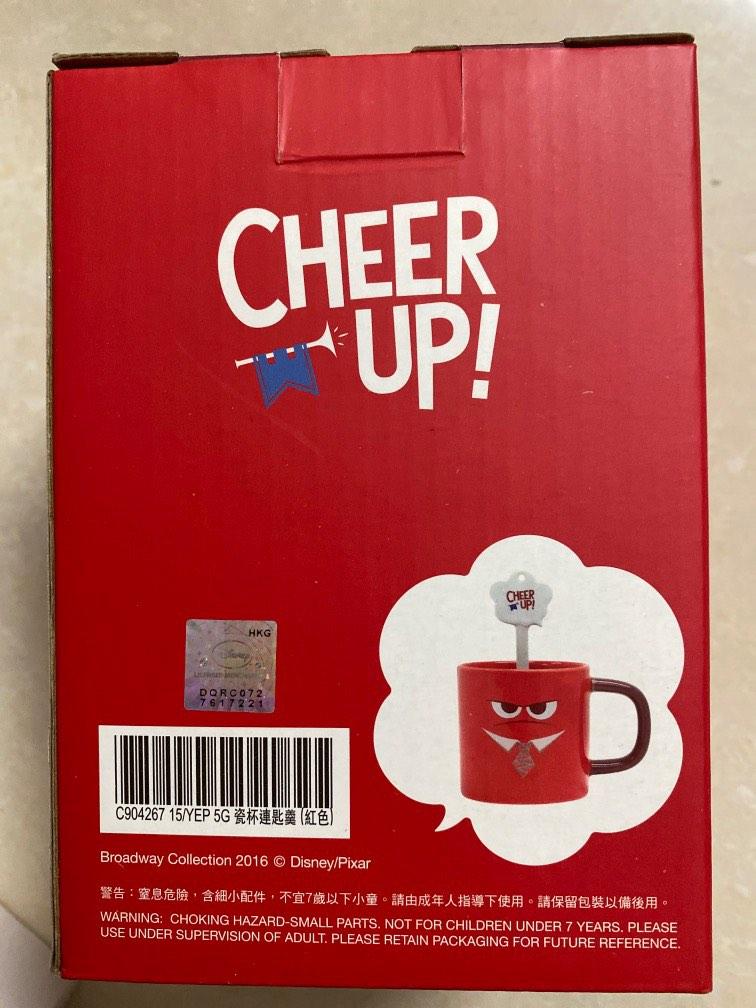 CHEER
UP!
CHEER
UP!
HKG
Disney
DQRC072
7617221
C904267 15/YEP 5G 瓷杯連匙羹 (紅色)
Broadway Collection 2016 © Disney/Pixar
警告：窒息危險，含細小配件，不宜7歲以下小童。請由成年人指導下使用。請保留包裝以備後用。
WARNING: CHOKING HAZARD-SMALL PARTS. NOT FOR CHILDREN UNDER 7 YEARS. PLEASE
USE UNDER SUPERVISION OF ADULT. PLEASE RETAIN PACKAGING FOR FUTURE REFERENCE.